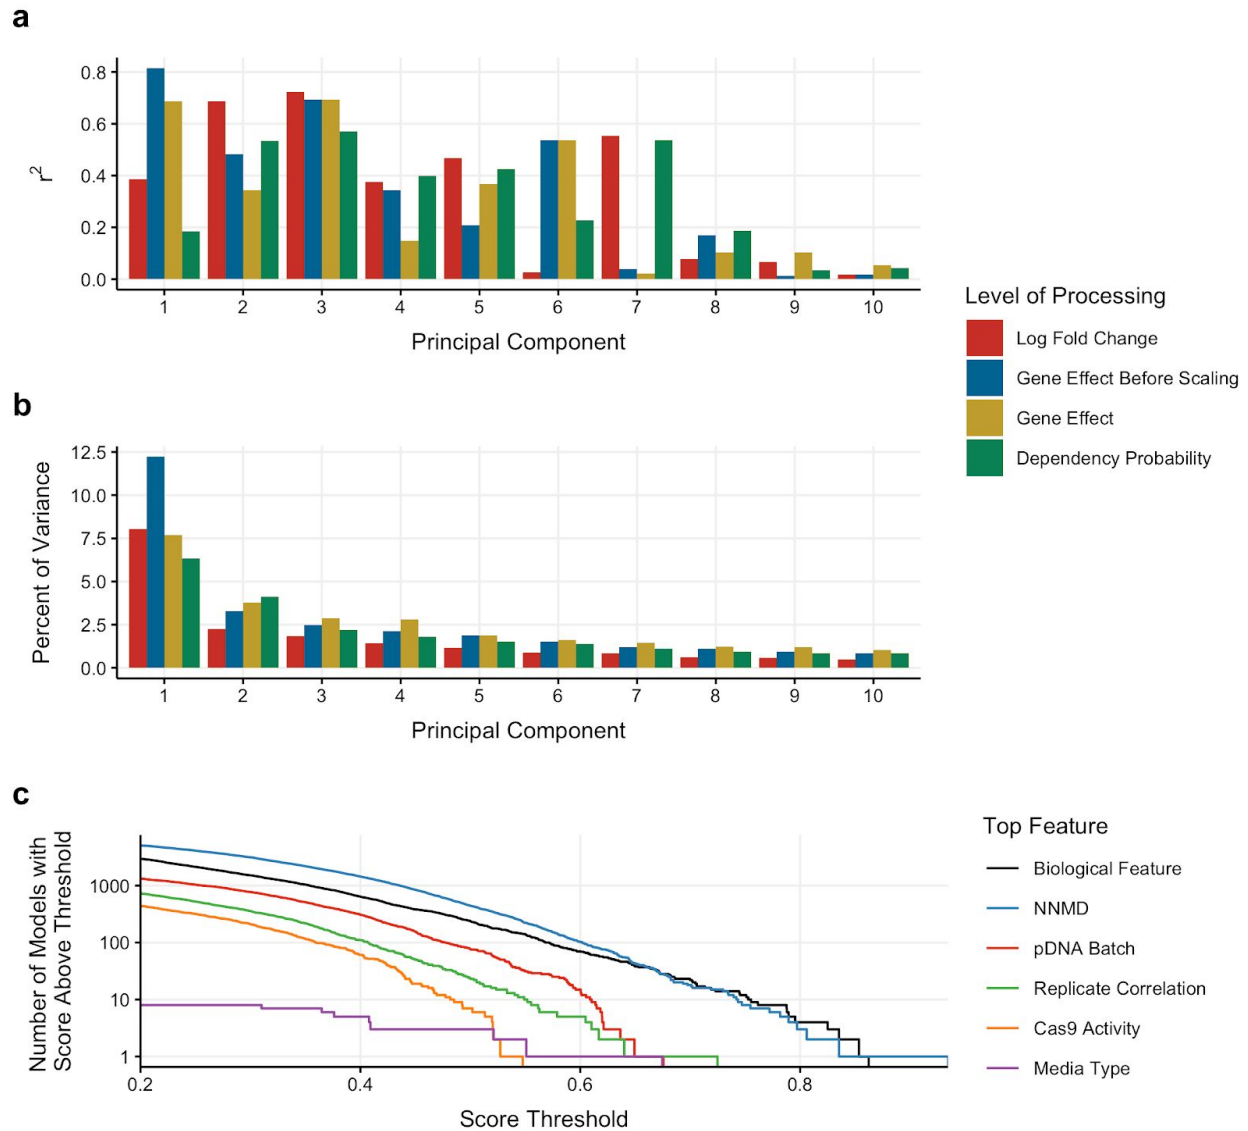 a
0.8
0.6
0.4
0.2
0.0
r2
1 2 3 4 5 6 7 8 9 10
Principal Component
Level of Processing
Log Fold Change
Gene Effect Before Scaling
Gene Effect
Dependency Probability
b
12.5
10.0
7.5
5.0
2.5
0.0
Percent of Variance
1 2 3 4 5 6 7 8 9 10
Principal Component
c
Number of Models with
Score Above Threshold
1000
100
10
1
0.2 0.4 0.6 0.8
Score Threshold
Top Feature
Biological Feature
NNMD
pDNA Batch
Replicate Correlation
Cas9 Activity
Media Type